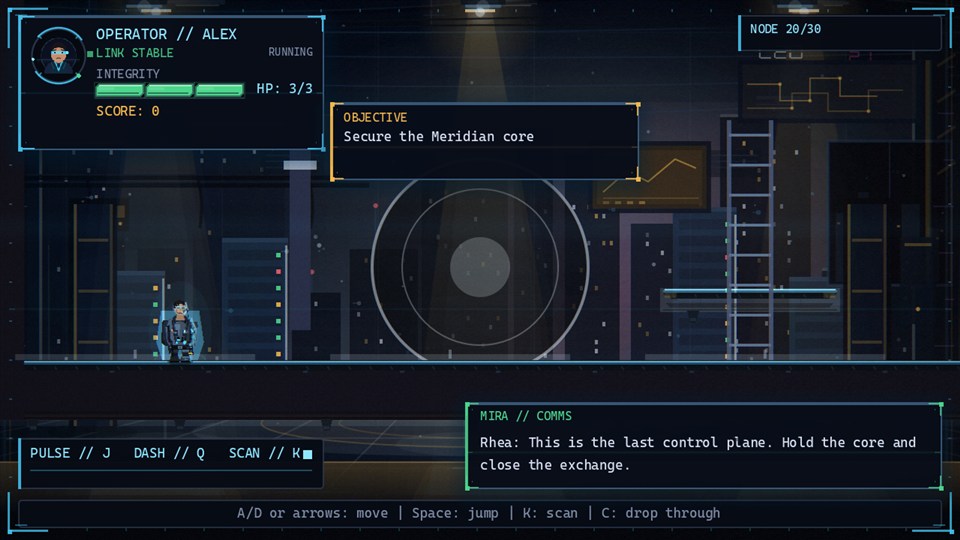 OPERATOR // ALEX
LINK STABLE
RUNNING
INTEGRITY
HP: 3/3
SCORE: 0
NODE 20/30
OBJECTIVE
Secure the Meridian core
MIRA // COMMS
Rhea: This is the last control plane. Hold the core and
close the exchange.
PULSE // J DASH // Q SCAN // K
A/D or arrows: move | Space: jump | K: scan | C: drop through